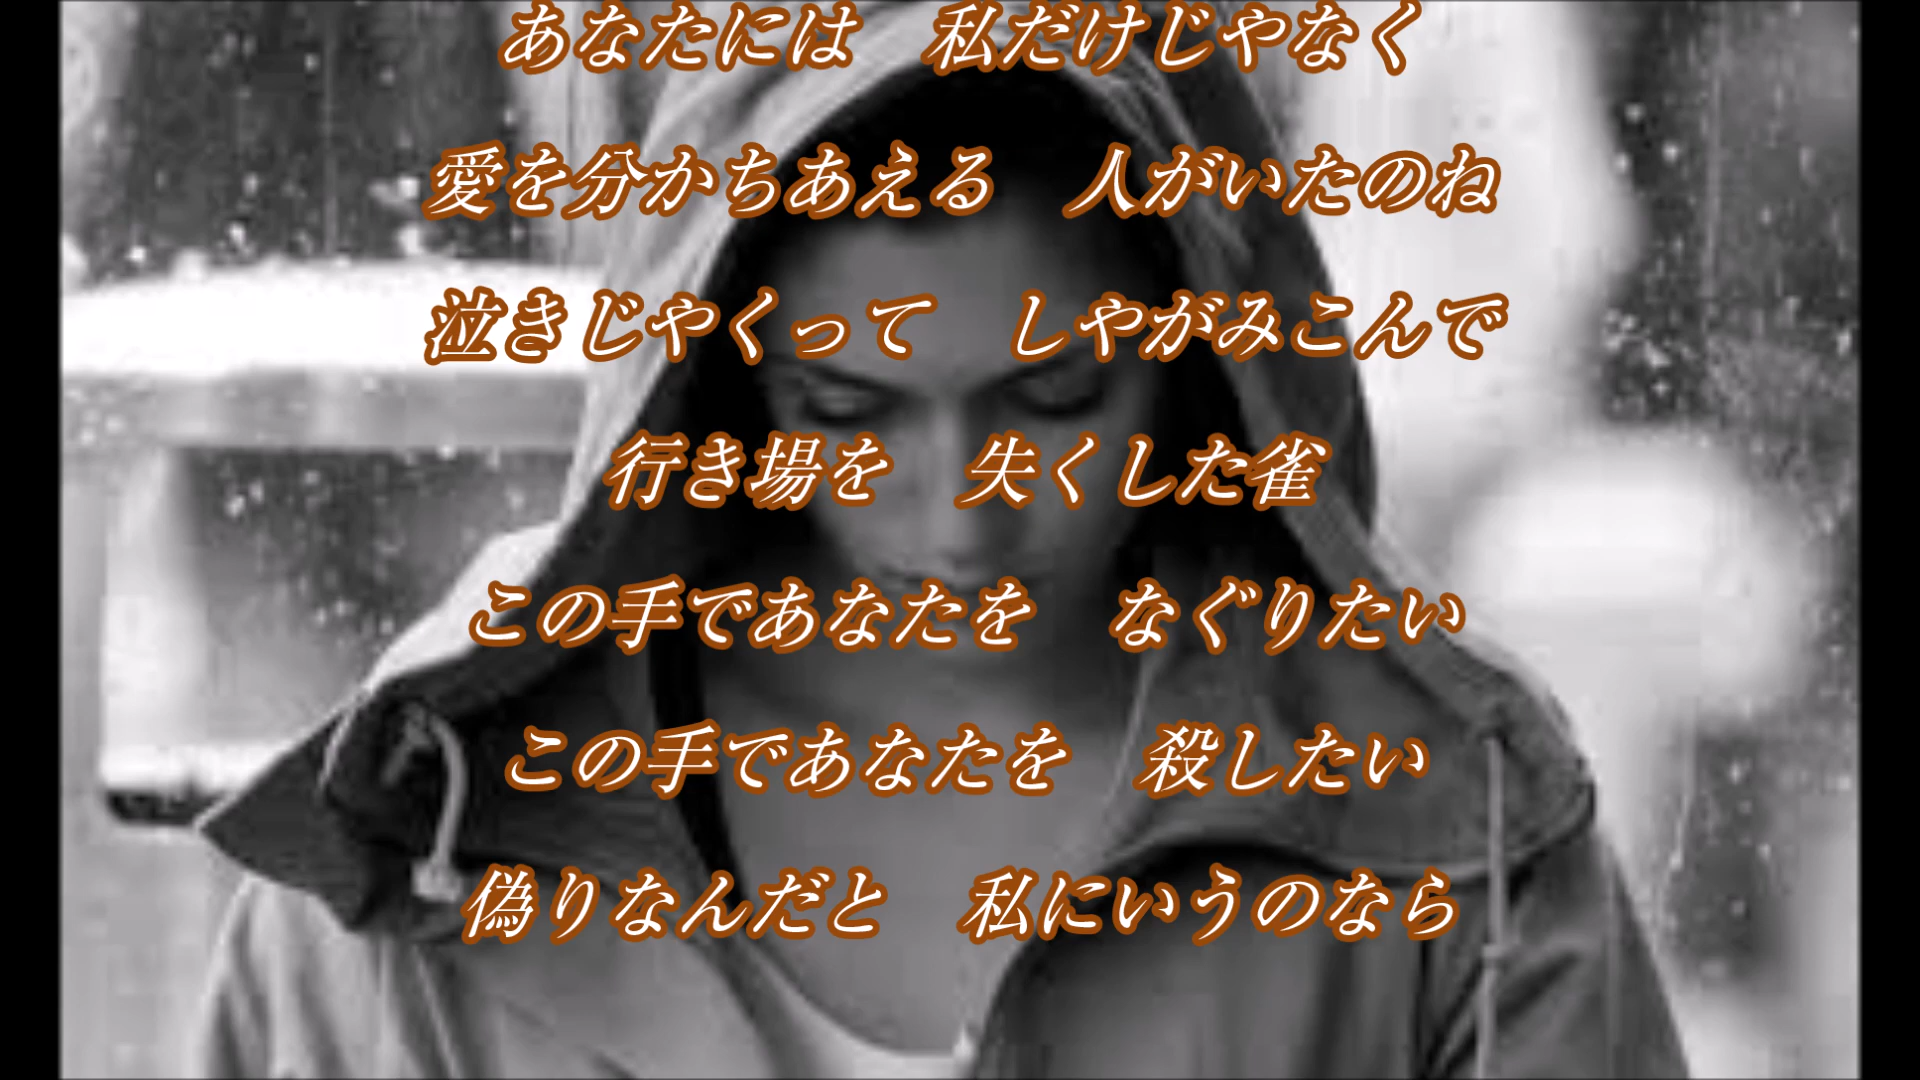 あなたには　私だけじゃなく
愛を分かちあえる　人がいたのね
泣きじゃくって　しゃがみこんで
行き場を　失くした雀
この手であなたを　なぐりたい
この手であなたを　殺したい
偽りなんだと　私にいうのなら